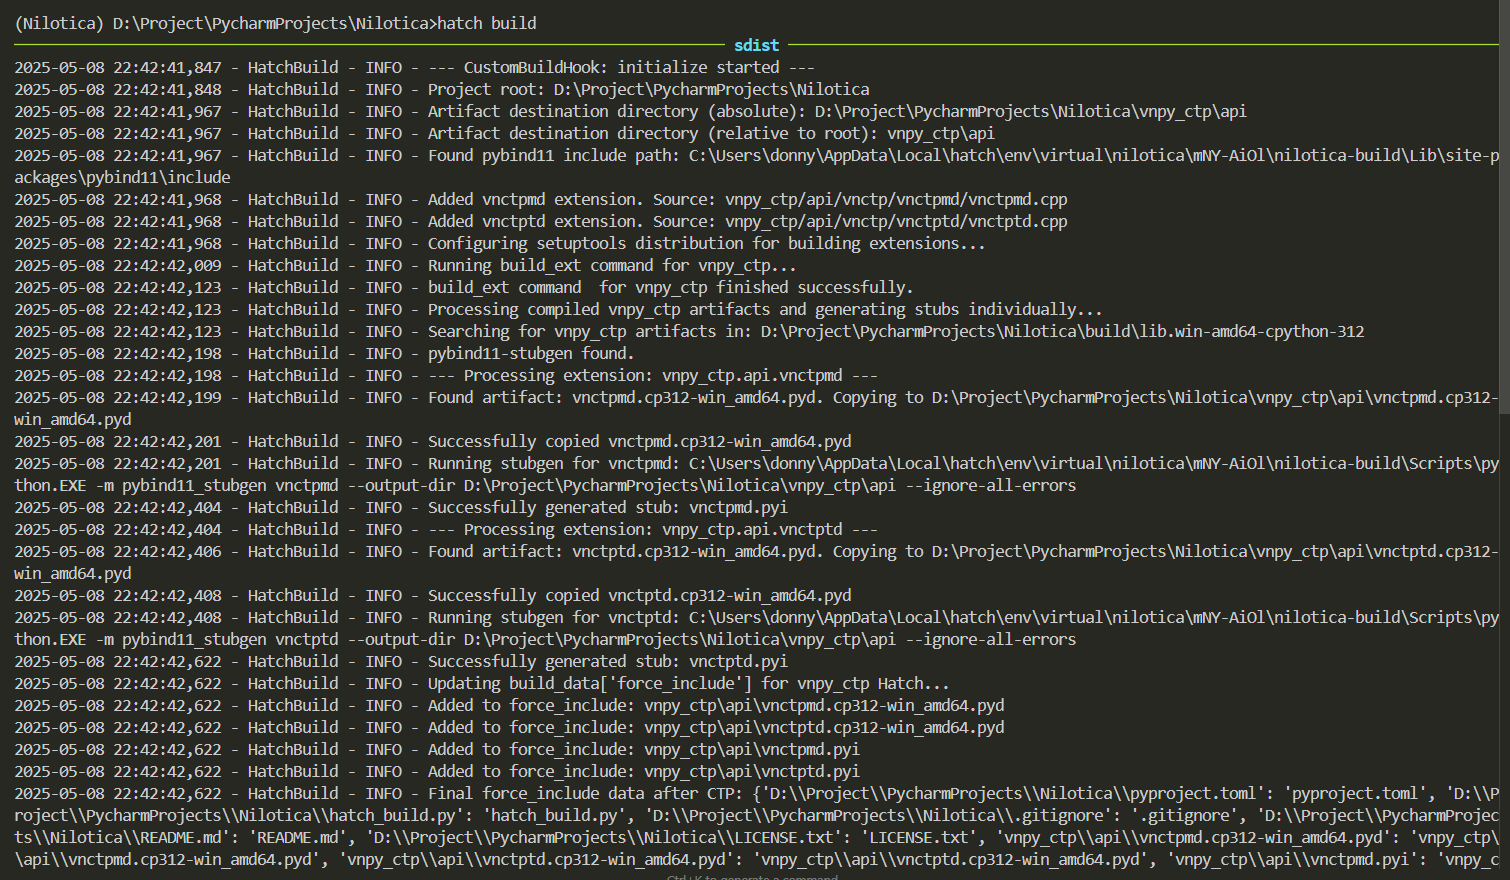 (Nilotica) D:\Project\PycharmProjects\Nilotica>hatch build
sdist
2025-05-08 22:42:41,847 - HatchBuild - INFO - --- CustomBuildHook: initialize started ---
2025-05-08 22:42:41,848 - HatchBuild - INFO - Project root: D:\Project\PycharmProjects\Nilotica
2025-05-08 22:42:41,967 - HatchBuild - INFO - Artifact destination directory (absolute): D:\Project\PycharmProjects\Nilotica\vnpy_ctp\api
2025-05-08 22:42:41,967 - HatchBuild - INFO - Artifact destination directory (relative to root): vnpy_ctp\api
2025-05-08 22:42:41,967 - HatchBuild - INFO - Found pybind11 include path: C:\Users\donny\AppData\Local\hatch\env\virtual\nilotica\mNY-AiOl\nilotica-build\Lib\site-p
ackages\pybind11\include
2025-05-08 22:42:41,968 - HatchBuild - INFO - Added vnctpmd extension. Source: vnpy_ctp/api/vnctp/vnctpmd/vnctpmd.cpp
2025-05-08 22:42:41,968 - HatchBuild - INFO - Added vnctptd extension. Source: vnpy_ctp/api/vnctp/vnctptd/vnctptd.cpp
2025-05-08 22:42:41,968 - HatchBuild - INFO - Configuring setuptools distribution for building extensions...
2025-05-08 22:42:42,009 - HatchBuild - INFO - Running build_ext command for vnpy_ctp...
2025-05-08 22:42:42,123 - HatchBuild - INFO - build_ext command  for vnpy_ctp finished successfully.
2025-05-08 22:42:42,123 - HatchBuild - INFO - Processing compiled vnpy_ctp artifacts and generating stubs individually...
2025-05-08 22:42:42,123 - HatchBuild - INFO - Searching for vnpy_ctp artifacts in: D:\Project\PycharmProjects\Nilotica\build\lib.win-amd64-cpython-312
2025-05-08 22:42:42,198 - HatchBuild - INFO - pybind11-stubgen found.
2025-05-08 22:42:42,198 - HatchBuild - INFO - --- Processing extension: vnpy_ctp.api.vnctpmd ---
2025-05-08 22:42:42,199 - HatchBuild - INFO - Found artifact: vnctpmd.cp312-win_amd64.pyd. Copying to D:\Project\PycharmProjects\Nilotica\vnpy_ctp\api\vnctpmd.cp312-
win_amd64.pyd
2025-05-08 22:42:42,201 - HatchBuild - INFO - Successfully copied vnctpmd.cp312-win_amd64.pyd
2025-05-08 22:42:42,201 - HatchBuild - INFO - Running stubgen for vnctpmd: C:\Users\donny\AppData\Local\hatch\env\virtual\nilotica\mNY-AiOl\nilotica-build\Scripts\py
thon.EXE -m pybind11_stubgen vnctpmd --output-dir D:\Project\PycharmProjects\Nilotica\vnpy_ctp\api --ignore-all-errors
2025-05-08 22:42:42,404 - HatchBuild - INFO - Successfully generated stub: vnctpmd.pyi
2025-05-08 22:42:42,404 - HatchBuild - INFO - --- Processing extension: vnpy_ctp.api.vnctptd ---
2025-05-08 22:42:42,406 - HatchBuild - INFO - Found artifact: vnctptd.cp312-win_amd64.pyd. Copying to D:\Project\PycharmProjects\Nilotica\vnpy_ctp\api\vnctptd.cp312-
win_amd64.pyd
2025-05-08 22:42:42,408 - HatchBuild - INFO - Successfully copied vnctptd.cp312-win_amd64.pyd
2025-05-08 22:42:42,408 - HatchBuild - INFO - Running stubgen for vnctptd: C:\Users\donny\AppData\Local\hatch\env\virtual\nilotica\mNY-AiOl\nilotica-build\Scripts\py
thon.EXE -m pybind11_stubgen vnctptd --output-dir D:\Project\PycharmProjects\Nilotica\vnpy_ctp\api --ignore-all-errors
2025-05-08 22:42:42,622 - HatchBuild - INFO - Successfully generated stub: vnctptd.pyi
2025-05-08 22:42:42,622 - HatchBuild - INFO - Updating build_data['force_include'] for vnpy_ctp Hatch...
2025-05-08 22:42:42,622 - HatchBuild - INFO - Added to force_include: vnpy_ctp\api\vnctpmd.cp312-win_amd64.pyd
2025-05-08 22:42:42,622 - HatchBuild - INFO - Added to force_include: vnpy_ctp\api\vnctptd.cp312-win_amd64.pyd
2025-05-08 22:42:42,622 - HatchBuild - INFO - Added to force_include: vnpy_ctp\api\vnctpmd.pyi
2025-05-08 22:42:42,622 - HatchBuild - INFO - Added to force_include: vnpy_ctp\api\vnctptd.pyi
2025-05-08 22:42:42,622 - HatchBuild - INFO - Final force_include data after CTP: {'D:\\Project\\PycharmProjects\\Nilotica\\pyproject.toml': 'pyproject.toml', 'D:\\P
roject\\PycharmProjects\\Nilotica\\hatch_build.py': 'hatch_build.py', 'D:\\Project\\PycharmProjects\\Nilotica\\.gitignore': '.gitignore', 'D:\\Project\\PycharmProjec
ts\\Nilotica\\README.md': 'README.md', 'D:\\Project\\PycharmProjects\\Nilotica\\LICENSE.txt': 'LICENSE.txt', 'vnpy_ctp\\api\\vnctpmd.cp312-win_amd64.pyd': 'vnpy_ctp\
\api\\vnctpmd.cp312-win_amd64.pyd', 'vnpy_ctp\\api\\vnctptd.cp312-win_amd64.pyd': 'vnpy_ctp\\api\\vnctptd.cp312-win_amd64.pyd', 'vnpy_ctp\\api\\vnctpmd.pyi': 'vnpy_c
Ctrl+K to generate a command